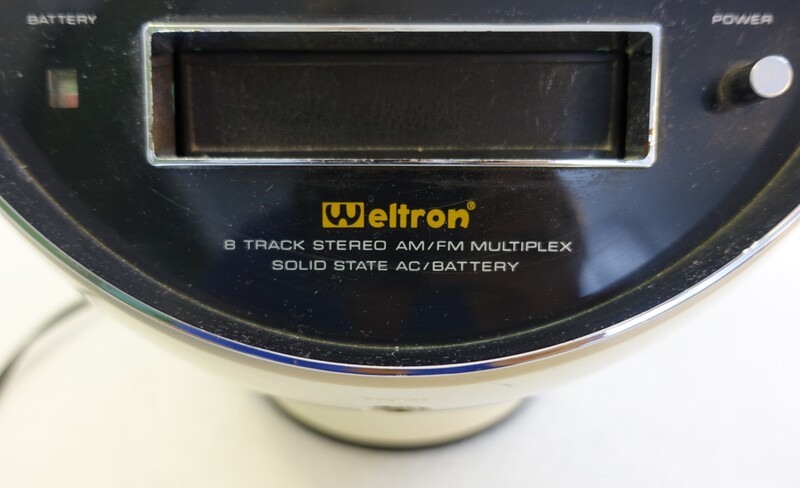 BATTERY
POWER
Weltron®
8 TRACK STEREO AM/FM MULTIPLEX
SOLID STATE AC/BATTERY